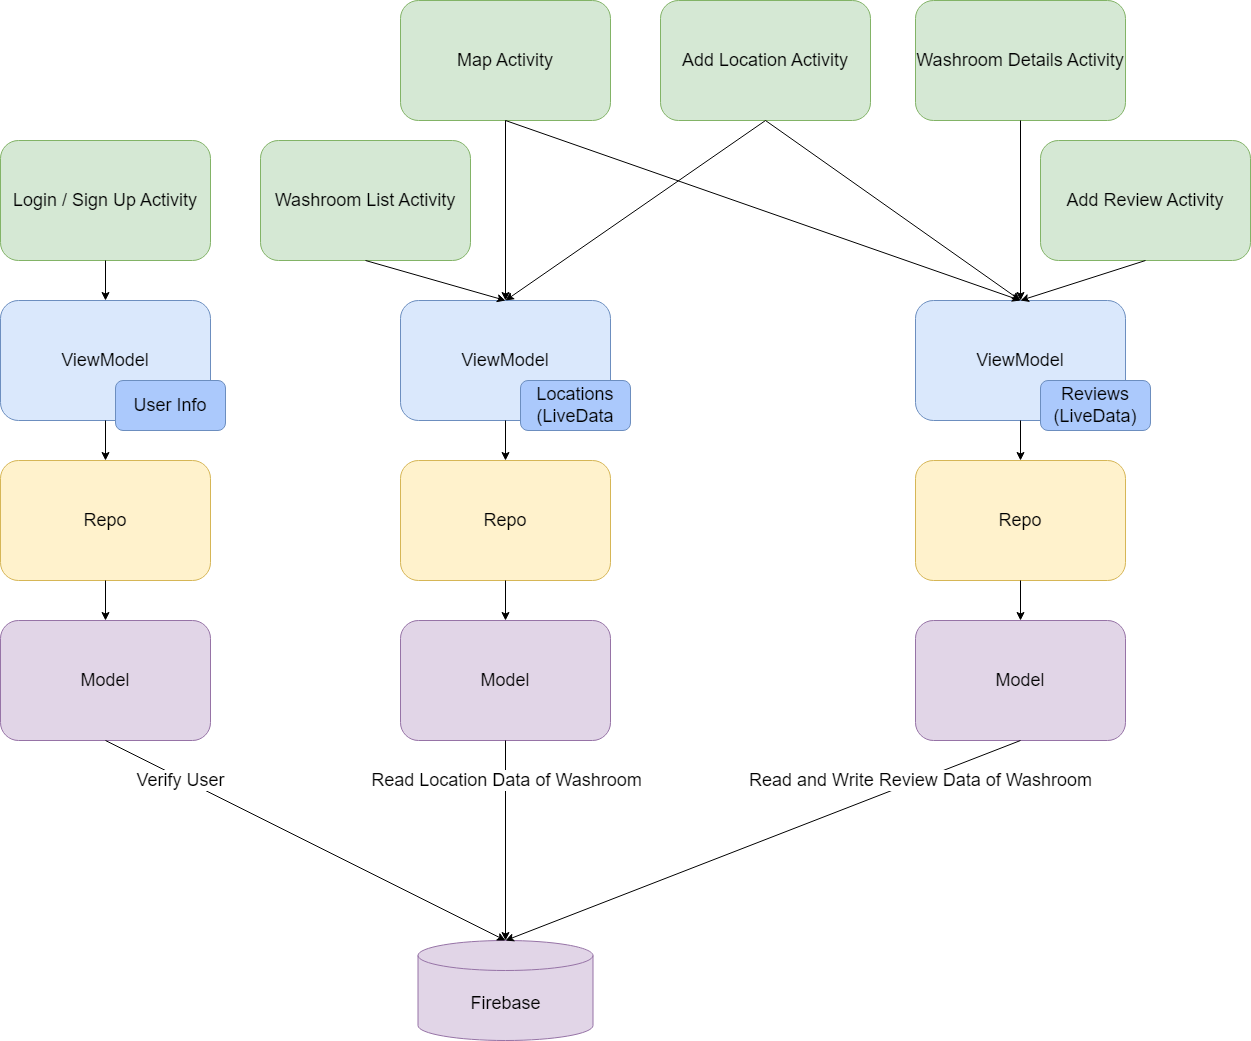 Map Activity
Add Location Activity
Washroom Details Activity
Login / Sign Up Activity
Washroom List Activity
Add Review Activity
ViewModel
User Info
ViewModel
Locations
(LiveData
ViewModel
Reviews
(LiveData)
Repo
Repo
Repo
Model
Model
Model
Verify User
Read Location Data of Washroom
Read and Write Review Data of Washroom
Firebase